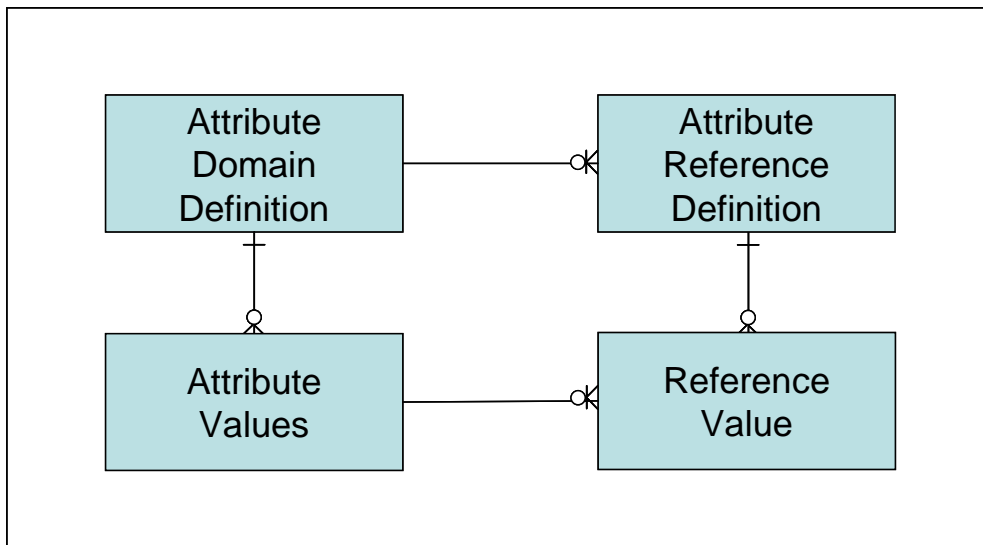 Attribute
Domain
Definition
Attribute
Reference
Definition
Attribute
Values
Reference
Value